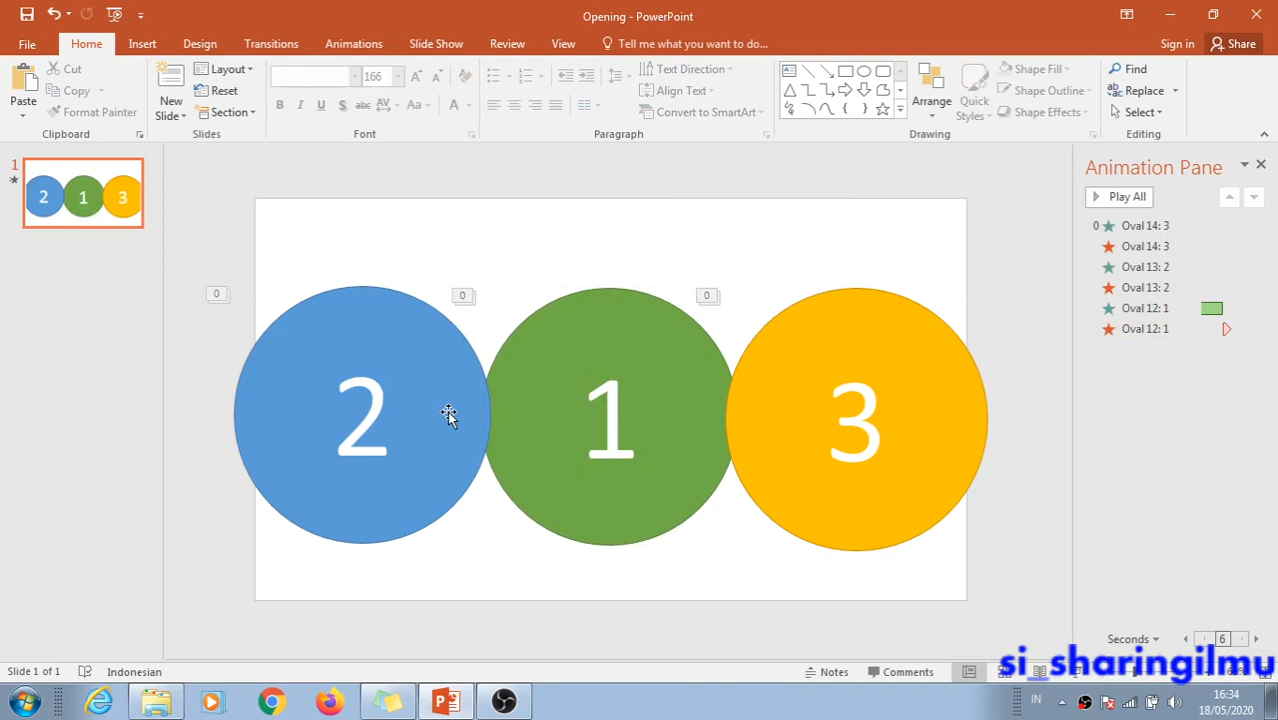 Opening - PowerPoint
File Home Insert Design Transitions Animations Slide Show Review View Tell me what you want to do... Sign in Share
Paste
Cut
Copy
Format Painter
Clipboard
New Slide
Layout
Reset
Section
Slides
166
B I U S abc AV Aa A
Font
Text Direction
Align Text
Convert to SmartArt
Paragraph
Arrange
Quick Styles
Shape Fill
Shape Outline
Shape Effects
Drawing
Find
Replace
Select
Editing
1
2 1 3
0 0 0
2 1 3
Animation Pane
Play All
0 Oval 14: 3
Oval 14: 3
Oval 13: 2
Oval 13: 2
Oval 12: 1
Oval 12: 1
Seconds 6
Slide 1 of 1 Indonesian Notes Comments
si_sharingilmu
IN
16:34
18/05/2020